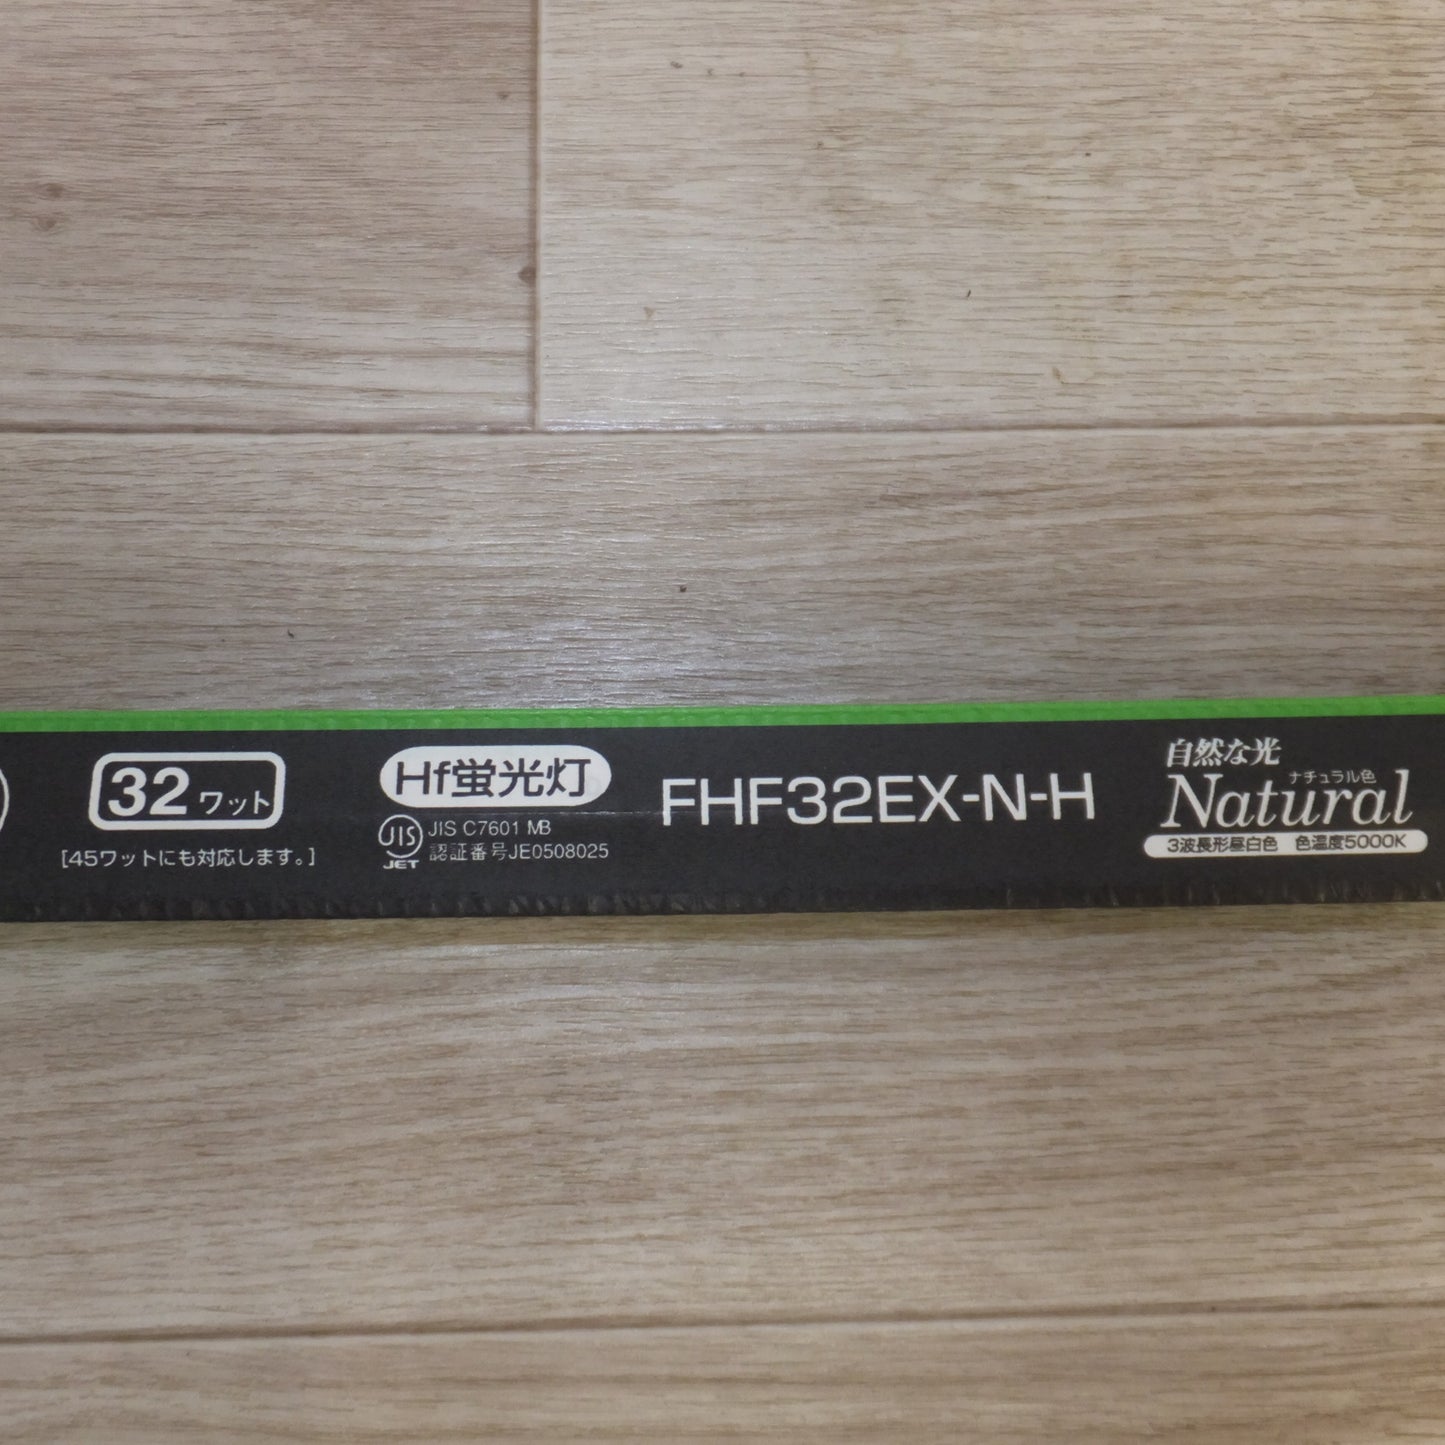 32ワット
[45ワットにも対応します。]
Hf蛍光灯
JIS
JET
JIS C7601 MB
認証番号JE0508025
FHF32EX-N-H
自然な光
ナチュラル色
Natural
3波長形昼白色 色温度5000K